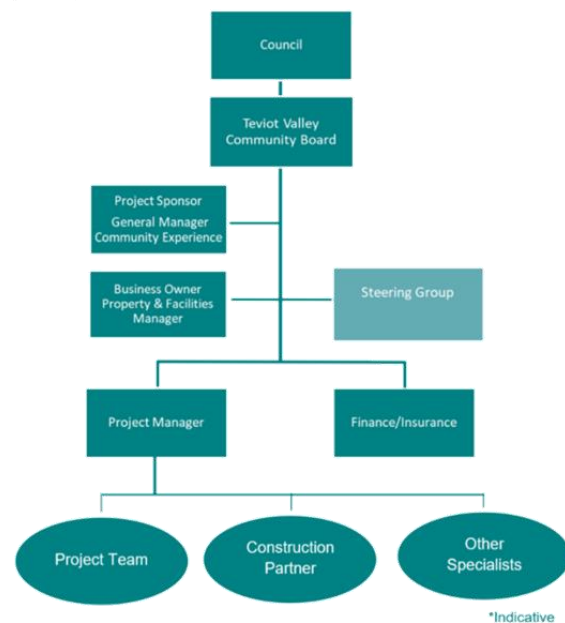 Council
Teviot Valley
Community Board
Project Sponsor
General Manager
Community Experience
Business Owner
Property & Facilities
Manager
Steering Group
Project Manager
Finance/Insurance
Project Team
Construction
Partner
Other
Specialists
*Indicative